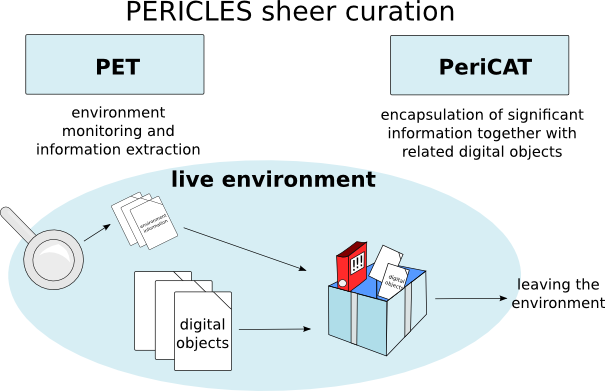 PERICLES sheer curation
PET
PeriCAT
environment
monitoring and
information extraction
encapsulation of significant
information together with
related digital objects
live environment
environment
information
digital
objects
digital
objects
leaving the
environment